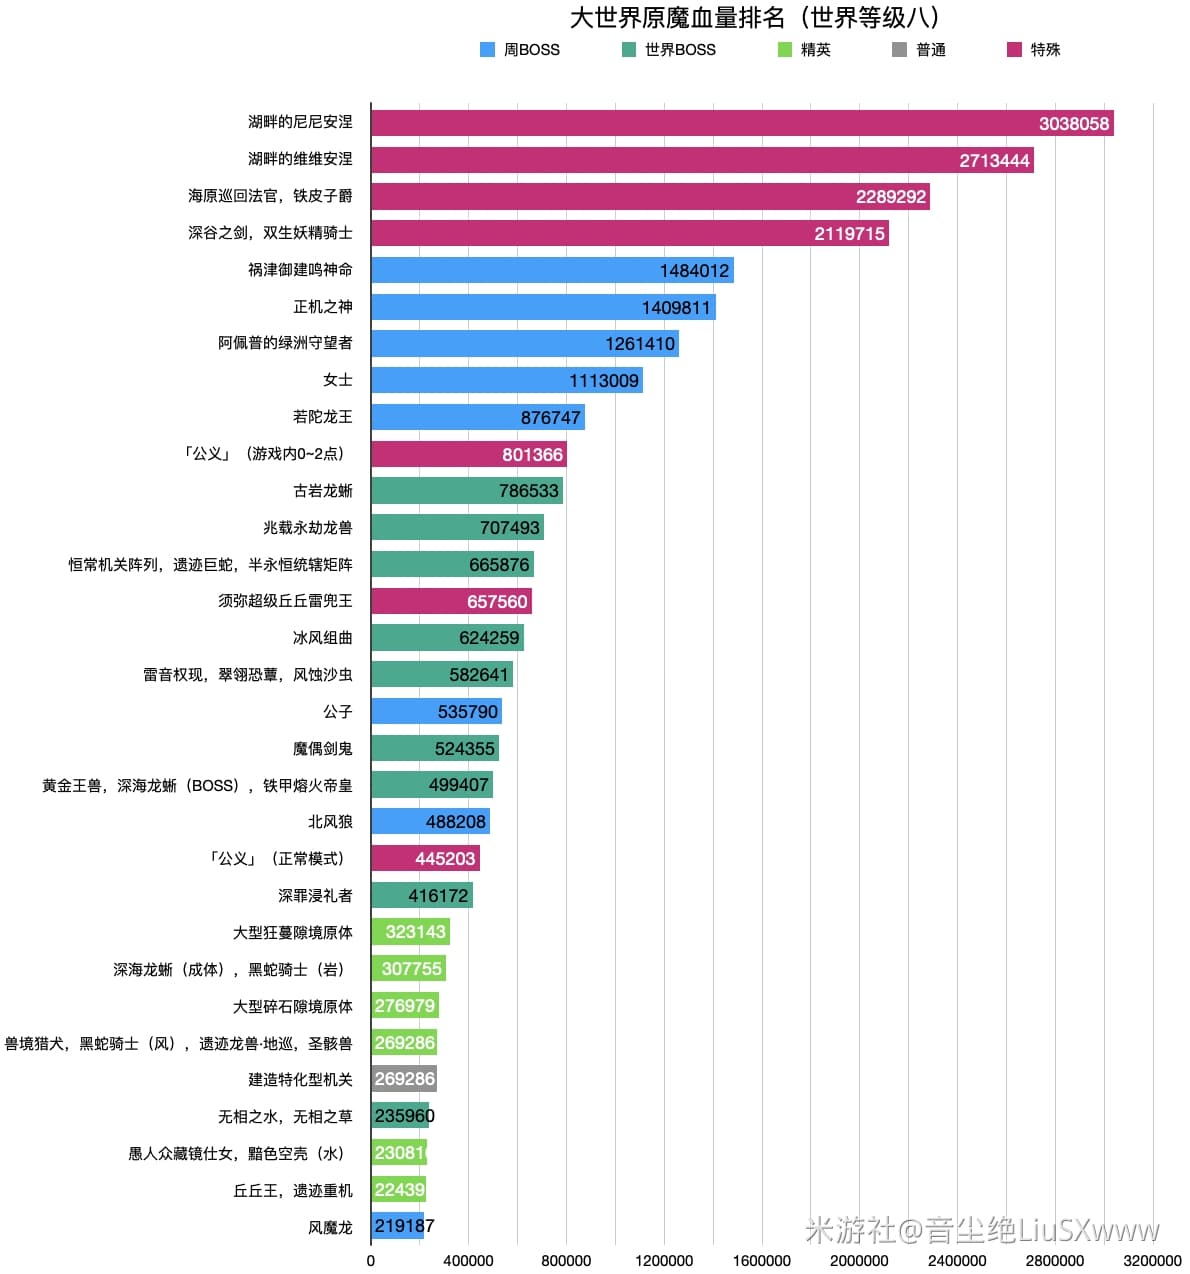 大世界原魔血量排名（世界等级八）
周BOSS 世界BOSS 精英 普通 特殊
湖畔的尼尼安涅 3038058
湖畔的维维安涅 2713444
海原巡回法官，铁皮子爵 2289292
深谷之剑，双生妖精骑士 2119715
祸津御建鸣神命 1484012
正机之神 1409811
阿佩普的绿洲守望者 1261410
女士 1113009
若陀龙王 876747
「公义」（游戏内0~2点） 801366
古岩龙蜥 786533
兆载永劫龙兽 707493
恒常机关阵列，遗迹巨蛇，半永恒统辖矩阵 665876
须弥超级丘丘雷兜王 657560
冰风组曲 624259
雷音权现，翠翎恐蕈，风蚀沙虫 582641
公子 535790
魔偶剑鬼 524355
黄金王兽，深海龙蜥（BOSS），铁甲熔火帝皇 499407
北风狼 488208
「公义」（正常模式） 445203
深罪浸礼者 416172
大型狂蔓隙境原体 323143
深海龙蜥（成体），黑蛇骑士（岩） 307755
大型碎石隙境原体 276979
兽境猎犬，黑蛇骑士（风），遗迹龙兽·地巡，圣骸兽 269286
建造特化型机关 269286
无相之水，无相之草 235960
愚人众藏镜仕女，黯色空壳（水） 23081
丘丘王，遗迹重机 22439
风魔龙 219187
0 400000 800000 1200000 1600000 2000000 2400000 2800000 3200000
米游社@音尘绝LiuSXwww